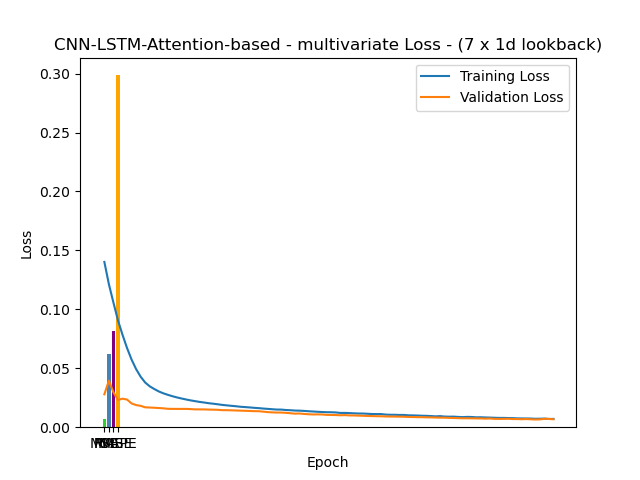 CNN-LSTM-Attention-based - multivariate Loss - (7 x 1d lookback)
Training Loss
Validation Loss
0.30
0.25
0.20
0.15
0.10
0.05
0.00
Loss
Epoch